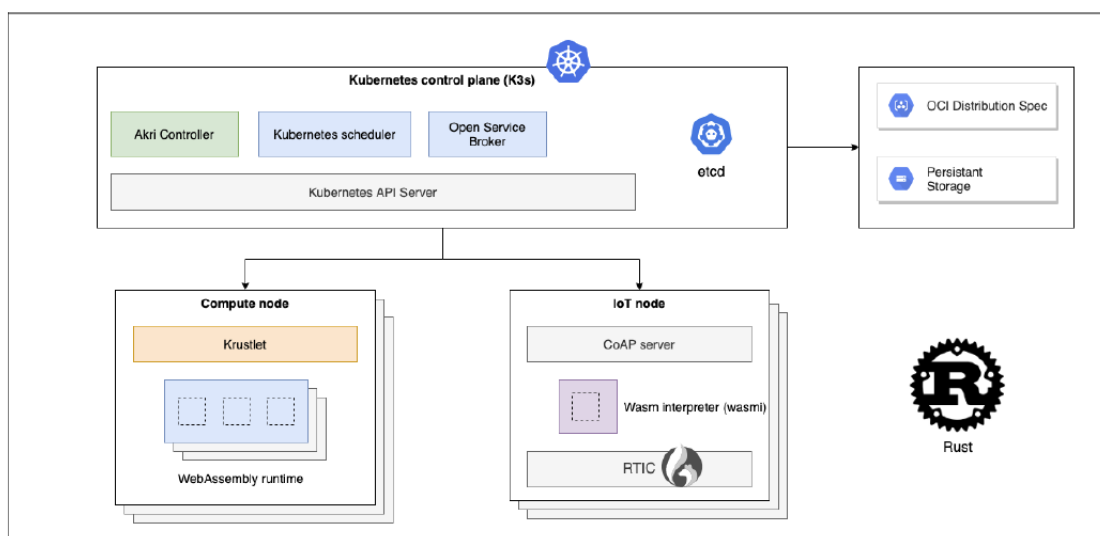 Kubernetes control plane (K3s)
Akri Controller
Kubernetes scheduler
Open Service
Broker
etcd
Kubernetes API Server
OCI Distribution Spec
Persistant
Storage
Compute node
Krustlet
WebAssembly runtime
IoT node
CoAP server
Wasm interpreter (wasmi)
RTIC
R
Rust